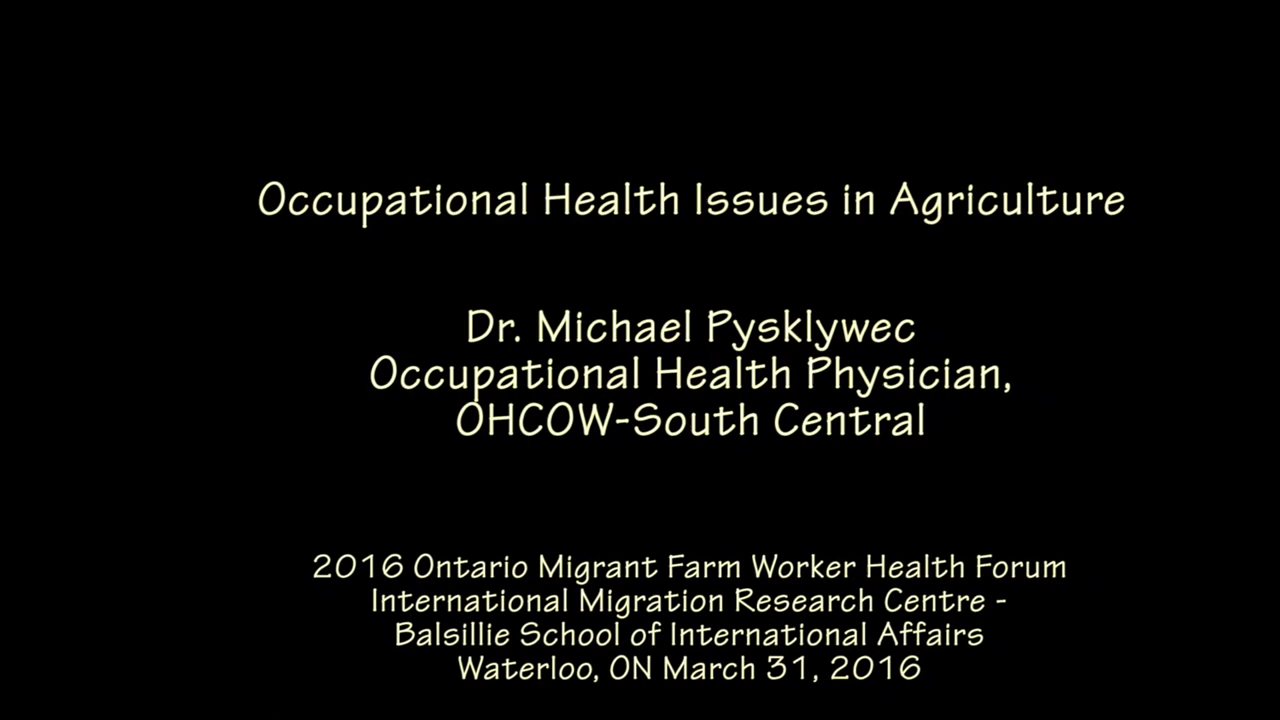 Occupational Health Issues in Agriculture
Dr. Michael Pysklywec
Occupational Health Physician,
OHCOW-South Central
2016 Ontario Migrant Farm Worker Health Forum
International Migration Research Centre -
Balsillie School of International Affairs
Waterloo, ON March 31, 2016